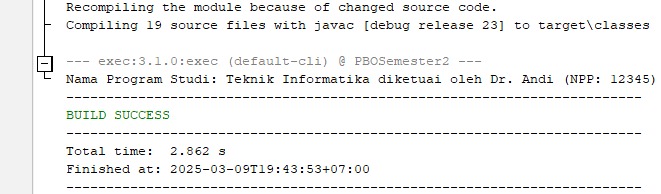 Recompiling the module because of changed source code.
Compiling 19 source files with javac [debug release 23] to target\classes
--- exec:3.1.0:exec (default-cli) @ PBOSemester2 ---
Nama Program Studi: Teknik Informatika diketuai oleh Dr. Andi (NPP: 12345)
------------------------------------------------------------------------
BUILD SUCCESS
------------------------------------------------------------------------
Total time:  2.862 s
Finished at: 2025-03-09T19:43:53+07:00
------------------------------------------------------------------------